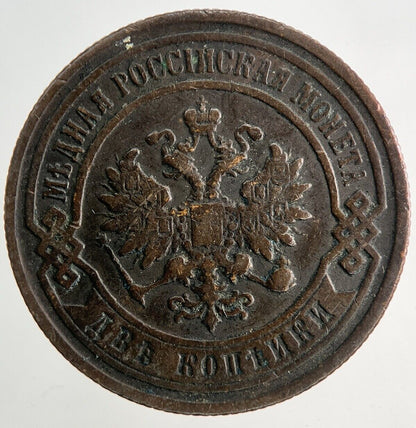 МѢДНАЯ РОССІЙСКАЯ МОНЕТА
ДВѢ КОПѢЙКИ